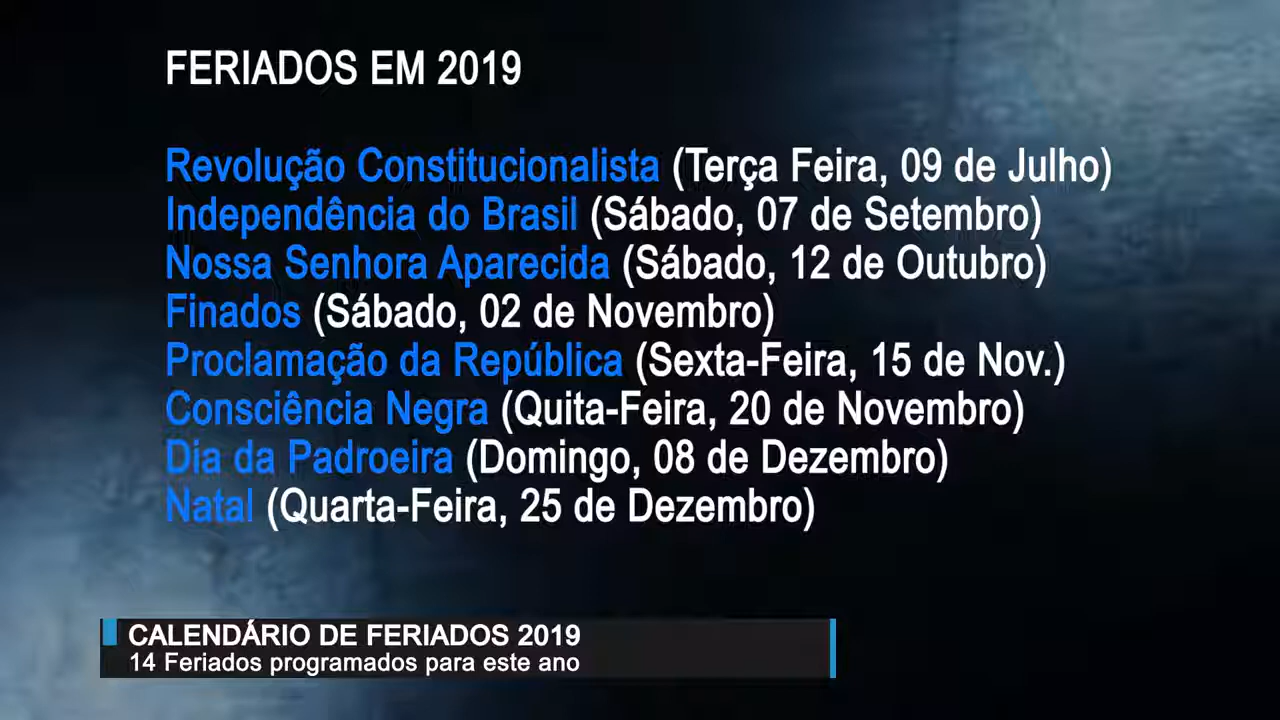 FERIADOS EM 2019
Revolução Constitucionalista (Terça Feira, 09 de Julho)
Independência do Brasil (Sábado, 07 de Setembro)
Nossa Senhora Aparecida (Sábado, 12 de Outubro)
Finados (Sábado, 02 de Novembro)
Proclamação da República (Sexta-Feira, 15 de Nov.)
Consciência Negra (Quita-Feira, 20 de Novembro)
Dia da Padroeira (Domingo, 08 de Dezembro)
Natal (Quarta-Feira, 25 de Dezembro)
CALENDÁRIO DE FERIADOS 2019
14 Feriados programados para este ano